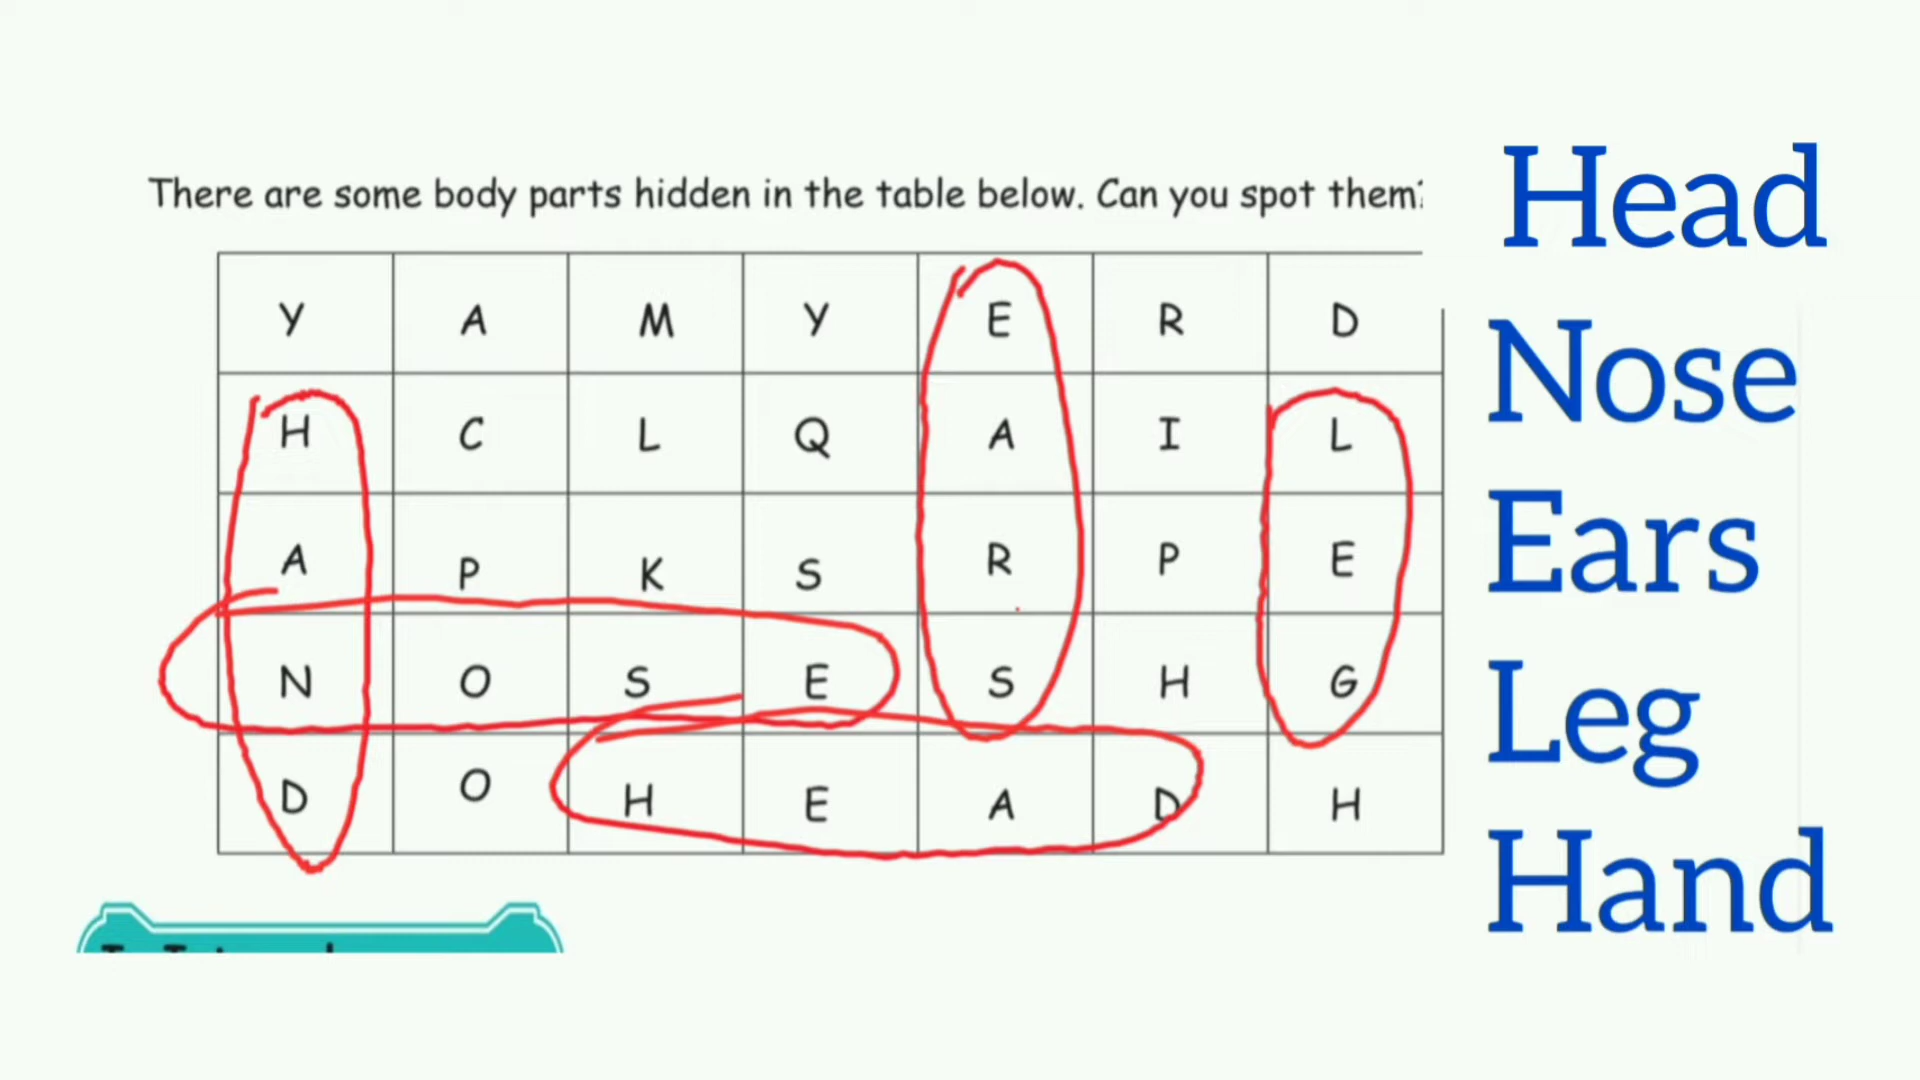 There are some body parts hidden in the table below. Can you spot them?
Y A M Y E R D
H C L Q A I L
A P K S R P E
N O S E S H G
D O H E A D H
Head
Nose
Ears
Leg
Hand